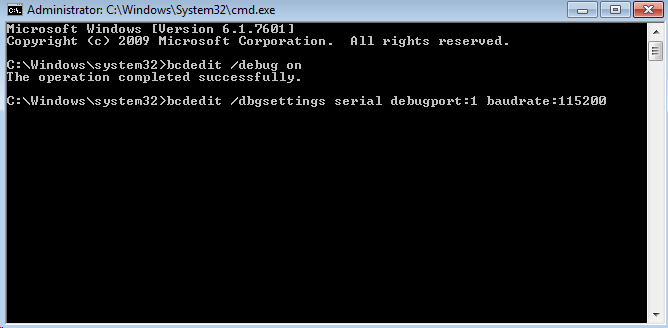 Administrator: C:\Windows\System32\cmd.exe
Microsoft Windows [Version 6.1.7601]
Copyright (c) 2009 Microsoft Corporation.  All rights reserved.
C:\Windows\system32>bcdedit /debug on
The operation completed successfully.
C:\Windows\system32>bcdedit /dbgsettings serial debugport:1 baudrate:115200